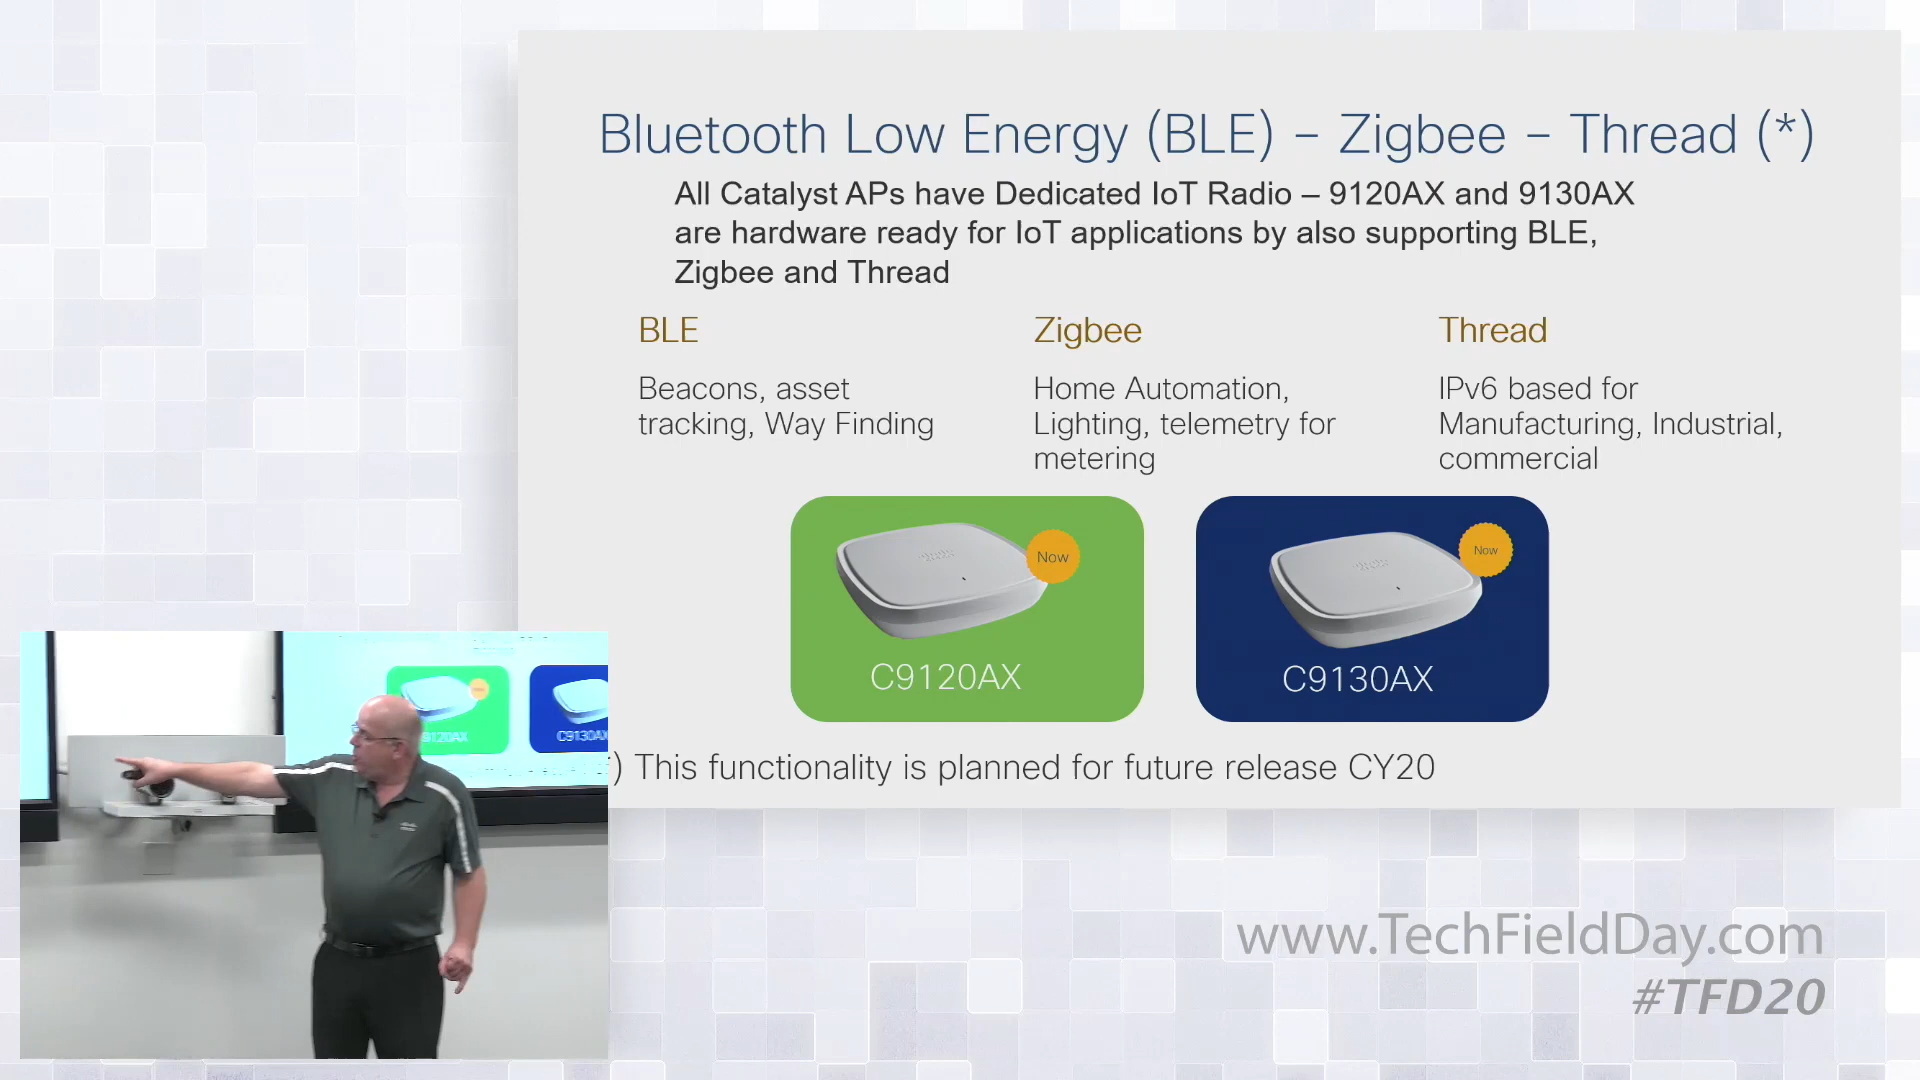 Bluetooth Low Energy (BLE) – Zigbee – Thread (*)
All Catalyst APs have Dedicated IoT Radio – 9120AX and 9130AX
are hardware ready for IoT applications by also supporting BLE,
Zigbee and Thread
BLE
Beacons, asset
tracking, Way Finding
Zigbee
Home Automation,
Lighting, telemetry for
metering
Thread
IPv6 based for
Manufacturing, Industrial,
commercial
Now
C9120AX
Now
C9130AX
) This functionality is planned for future release CY20
9120AX
C9130AX
www.TechFieldDay.com
#TFD20